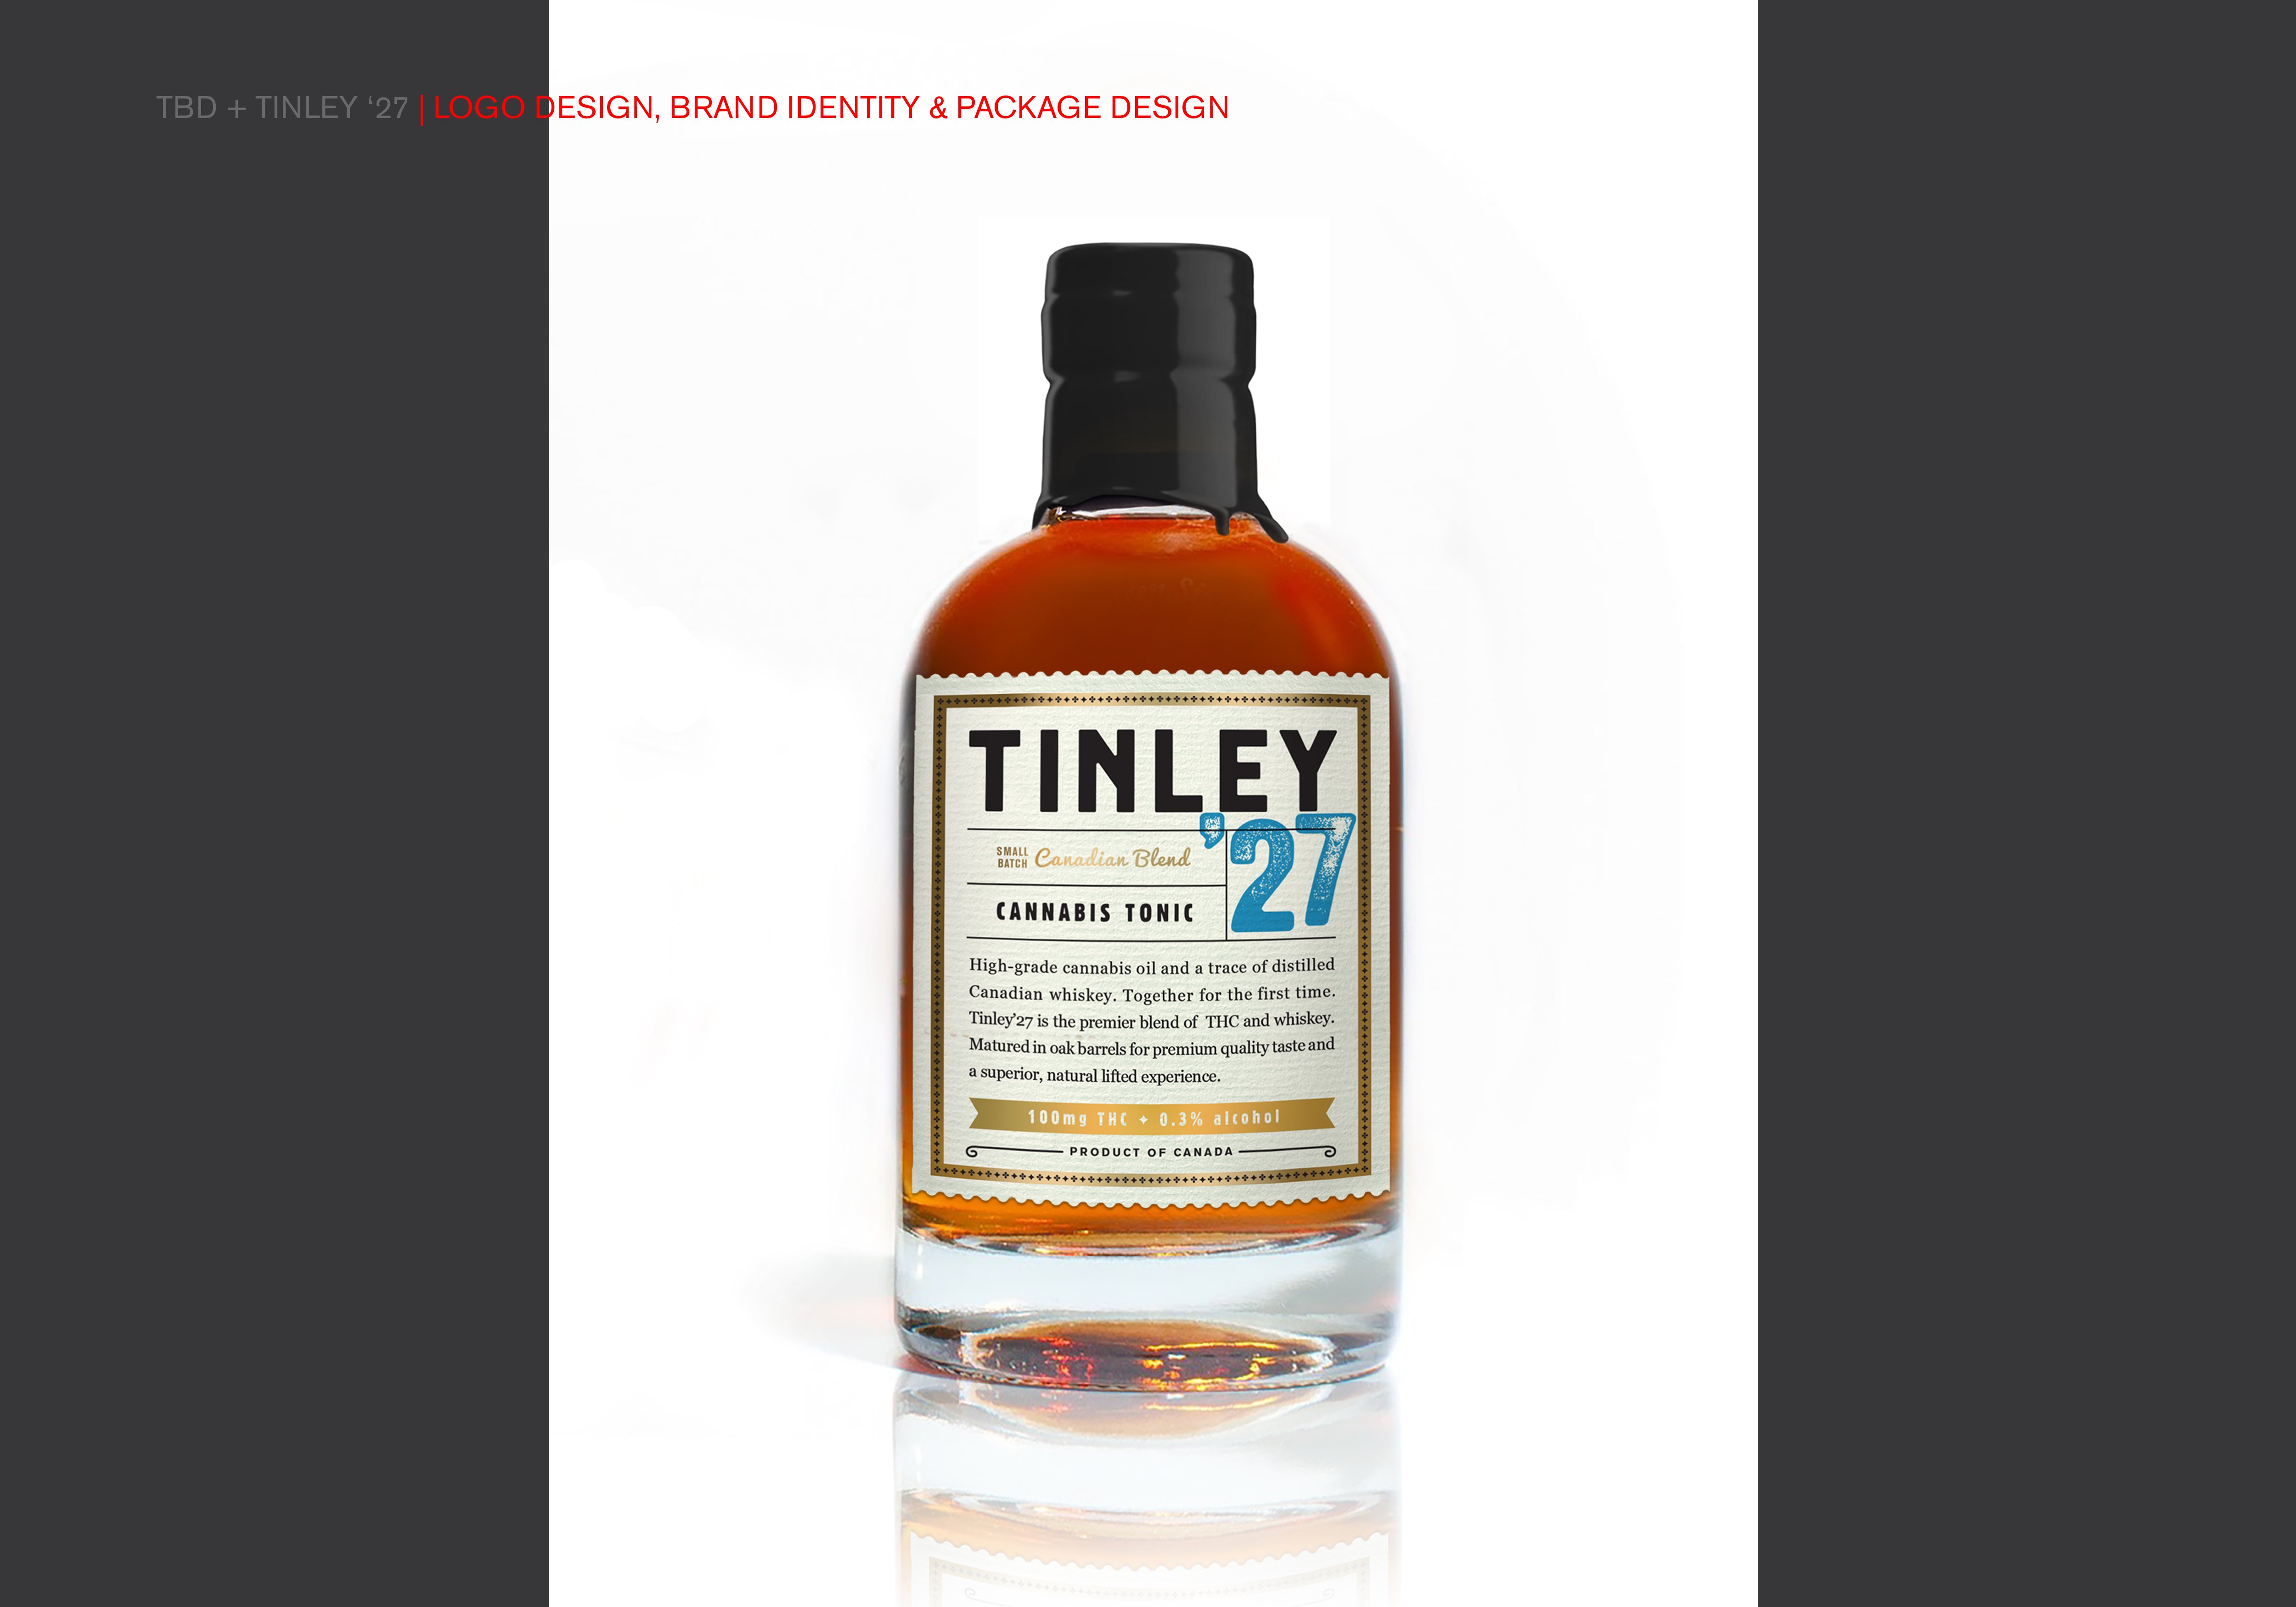 TBD + TINLEY ‘27 | LOGO DESIGN, BRAND IDENTITY & PACKAGE DESIGN
TINLEY
’27
SMALL
BATCH
Canadian Blend
CANNABIS TONIC
High-grade cannabis oil and a trace of distilled
Canadian whiskey. Together for the first time.
Tinley’27 is the premier blend of THC and whiskey.
Matured in oak barrels for premium quality taste and
a superior, natural lifted experience.
100mg THC ✦ 0.3% alcohol
PRODUCT OF CANADA